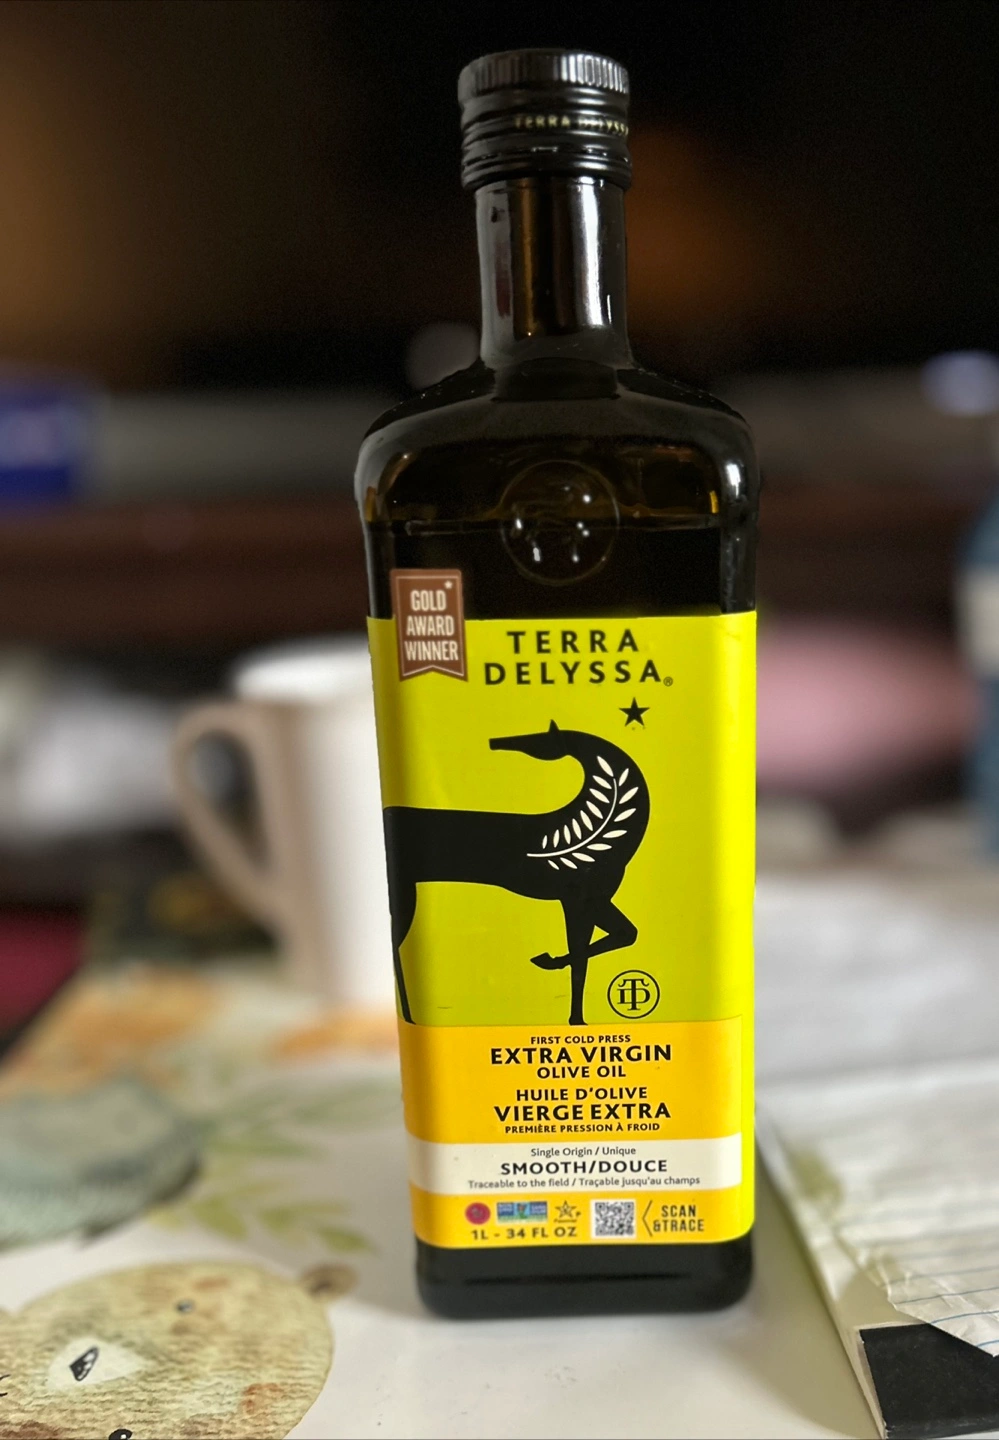 TERRA DELYSSA
GOLD
AWARD
WINNER
TERRA
DELYSSA®
FIRST COLD PRESS
EXTRA VIRGIN
OLIVE OIL
HUILE D'OLIVE
VIERGE EXTRA
PREMIÈRE PRESSION À FROID
Single Origin / Unique
SMOOTH/DOUCE
Traceable to the field / Traçable jusqu'au champs
1L - 34 FL OZ
SCAN
&TRACE